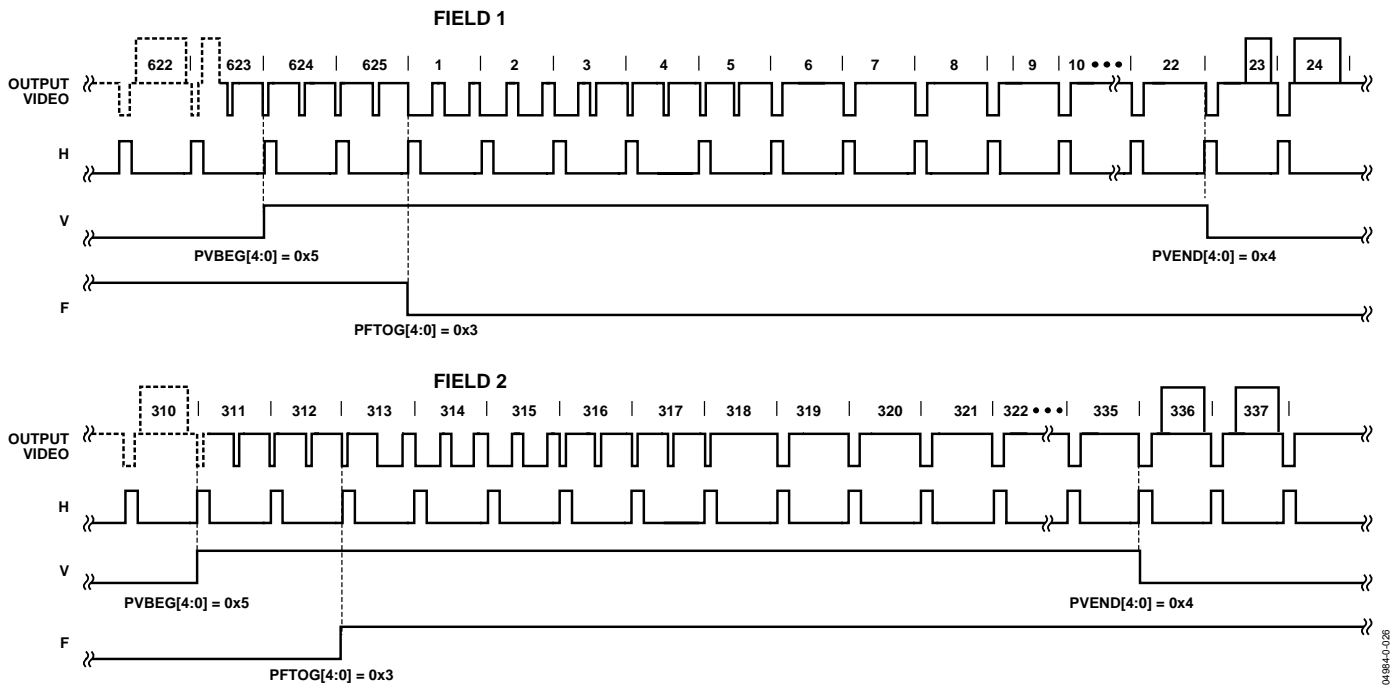 FIELD 1
622 623 624 625 1 2 3 4 5 6 7 8 9 10 ••• 22 23 24
OUTPUT
VIDEO
H
V
PVBEG[4:0] = 0x5
PVEND[4:0] = 0x4
F
PFTOG[4:0] = 0x3
FIELD 2
310 311 312 313 314 315 316 317 318 319 320 321 322 ••• 335 336 337
OUTPUT
VIDEO
H
V
PVBEG[4:0] = 0x5
PVEND[4:0] = 0x4
F
PFTOG[4:0] = 0x3
04984-0-026